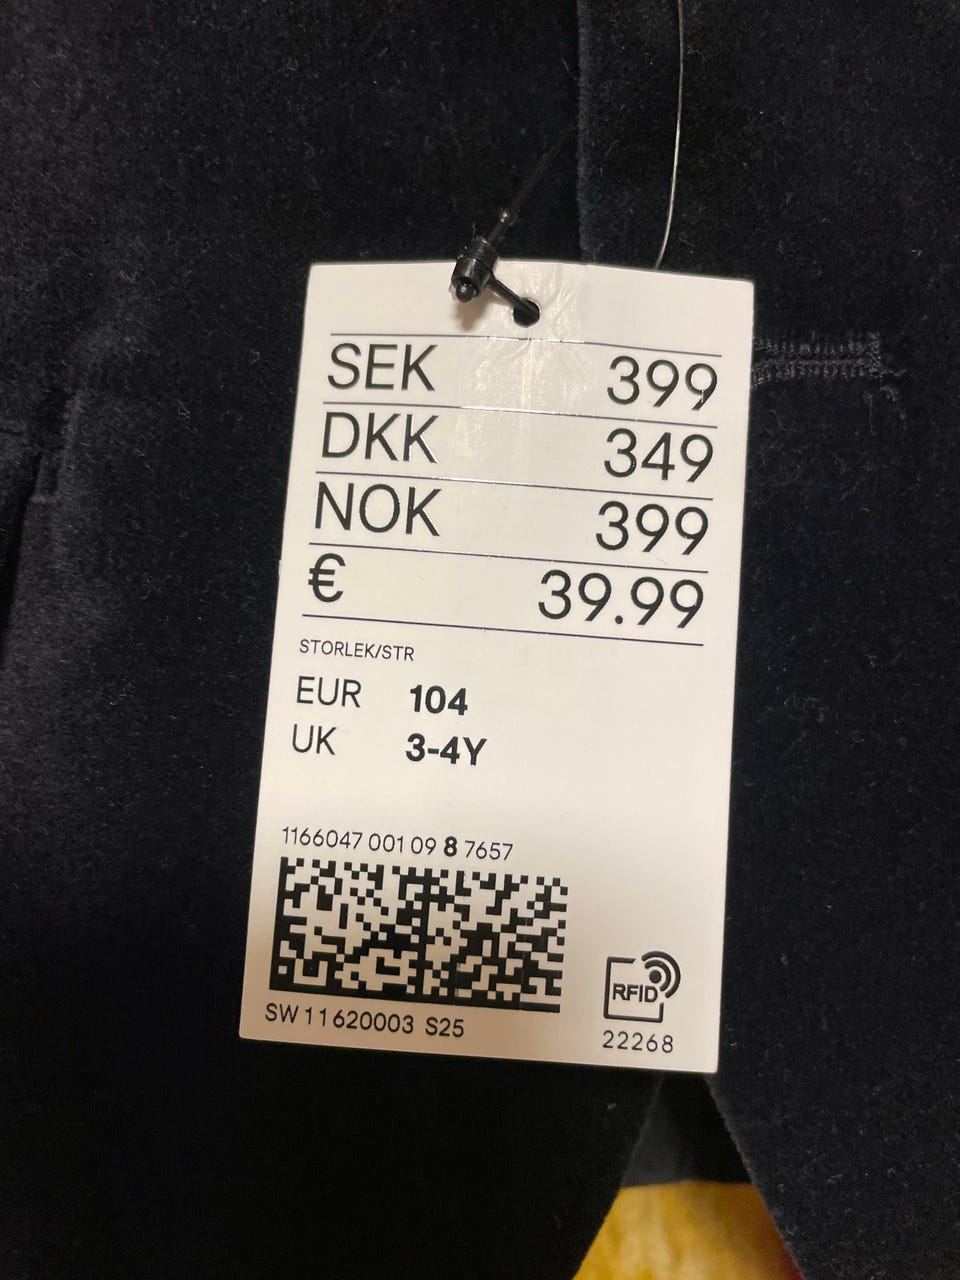 SEK 399
DKK 349
NOK 399
€ 39.99
STORLEK/STR
EUR 104
UK 3-4Y
1166047 001 09 8 7657
RFID
SW 11620003 S25
22268